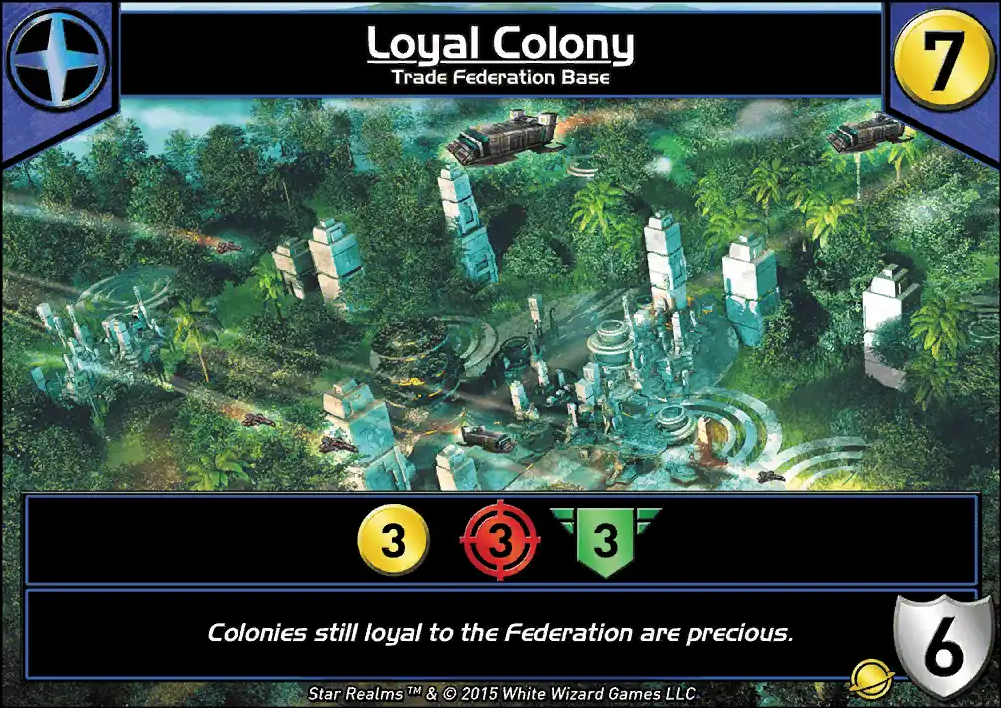 Loyal Colony
7
Trade Federation Base
3 3 3
Colonies still loyal to the Federation are precious.
6
Star Realms™ & © 2015 White Wizard Games LLC